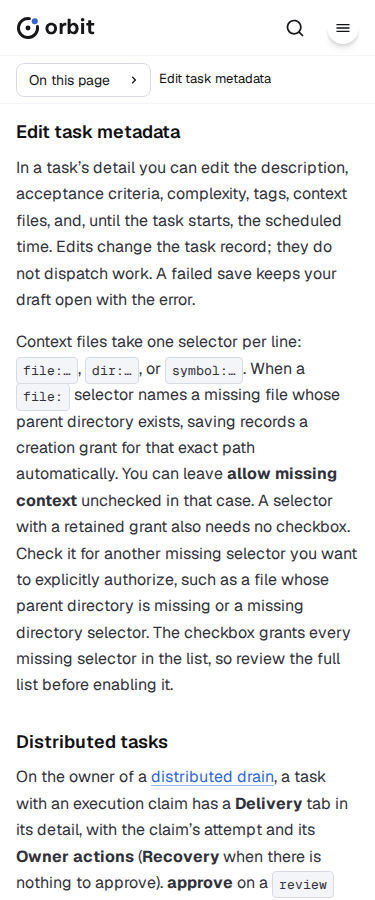 orbit
On this page
Edit task metadata
Edit task metadata
In a task’s detail you can edit the description,
acceptance criteria, complexity, tags, context
files, and, until the task starts, the scheduled
time. Edits change the task record; they do
not dispatch work. A failed save keeps your
draft open with the error.
Context files take one selector per line:
file:…, dir:…, or symbol:…. When a
file: selector names a missing file whose
parent directory exists, saving records a
creation grant for that exact path
automatically. You can leave allow missing
context unchecked in that case. A selector
with a retained grant also needs no checkbox.
Check it for another missing selector you want
to explicitly authorize, such as a file whose
parent directory is missing or a missing
directory selector. The checkbox grants every
missing selector in the list, so review the full
list before enabling it.
Distributed tasks
On the owner of a distributed drain, a task
with an execution claim has a Delivery tab in
its detail, with the claim’s attempt and its
Owner actions (Recovery when there is
nothing to approve). approve on a review